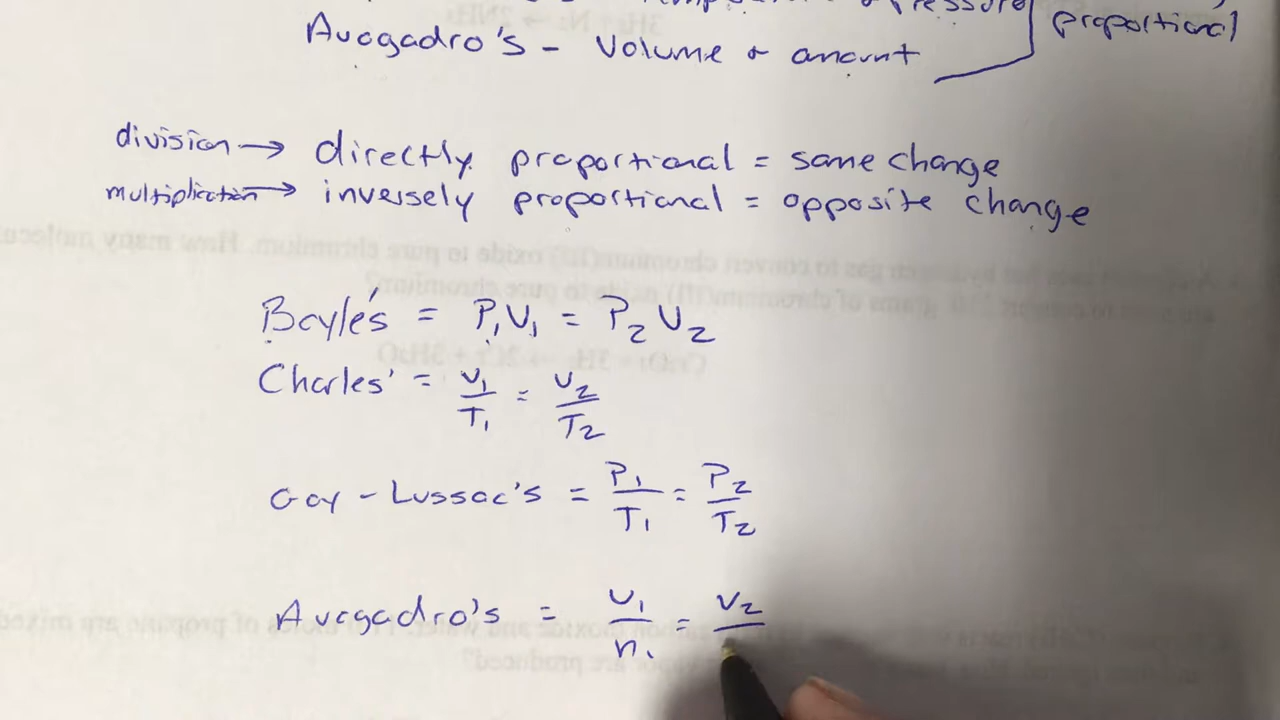 pressure
Avogadro's - Volume & amount
proportional
division → directly proportional = same change
multiplication → inversely proportional = opposite change
Boyle's = P₁V₁ = P₂V₂
Charles' = V₁/T₁ = V₂/T₂
Gay-Lussac's = P₁/T₁ = P₂/T₂
Avogadro's = V₁/n₁ = V₂/